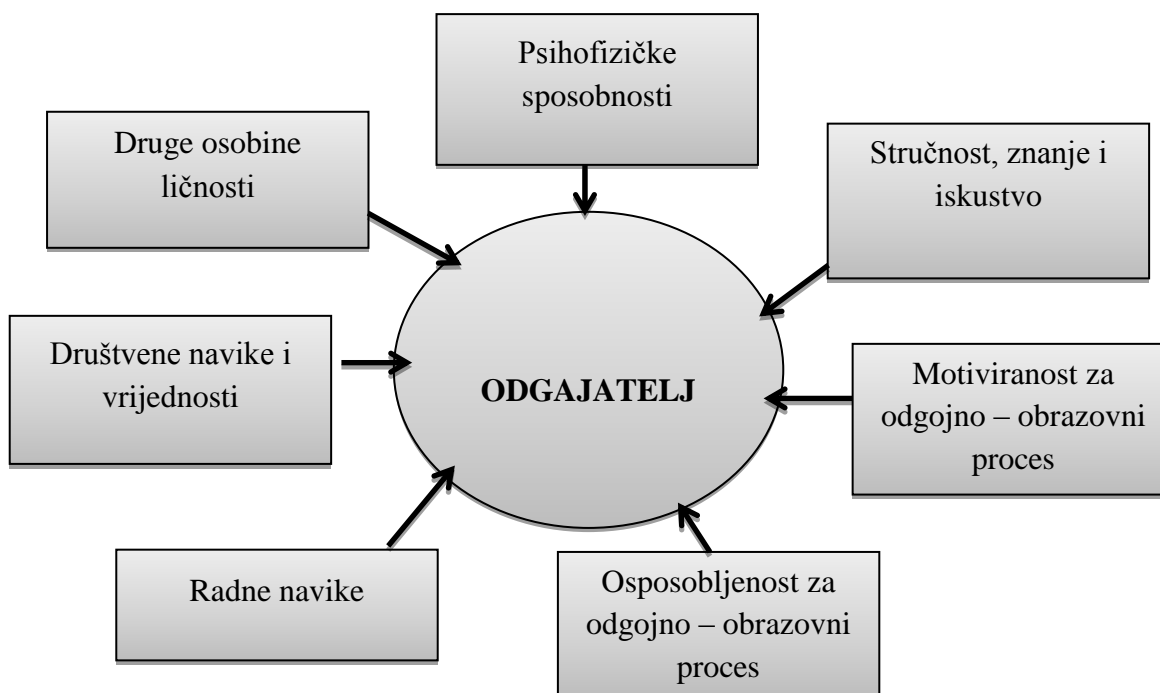 Psihofizičke
sposobnosti
Druge osobine
ličnosti
Stručnost, znanje i
iskustvo
Društvene navike i
vrijednosti
ODGAJATELJ
Motiviranost za
odgojno – obrazovni
proces
Radne navike
Osposobljenost za
odgojno – obrazovni
proces